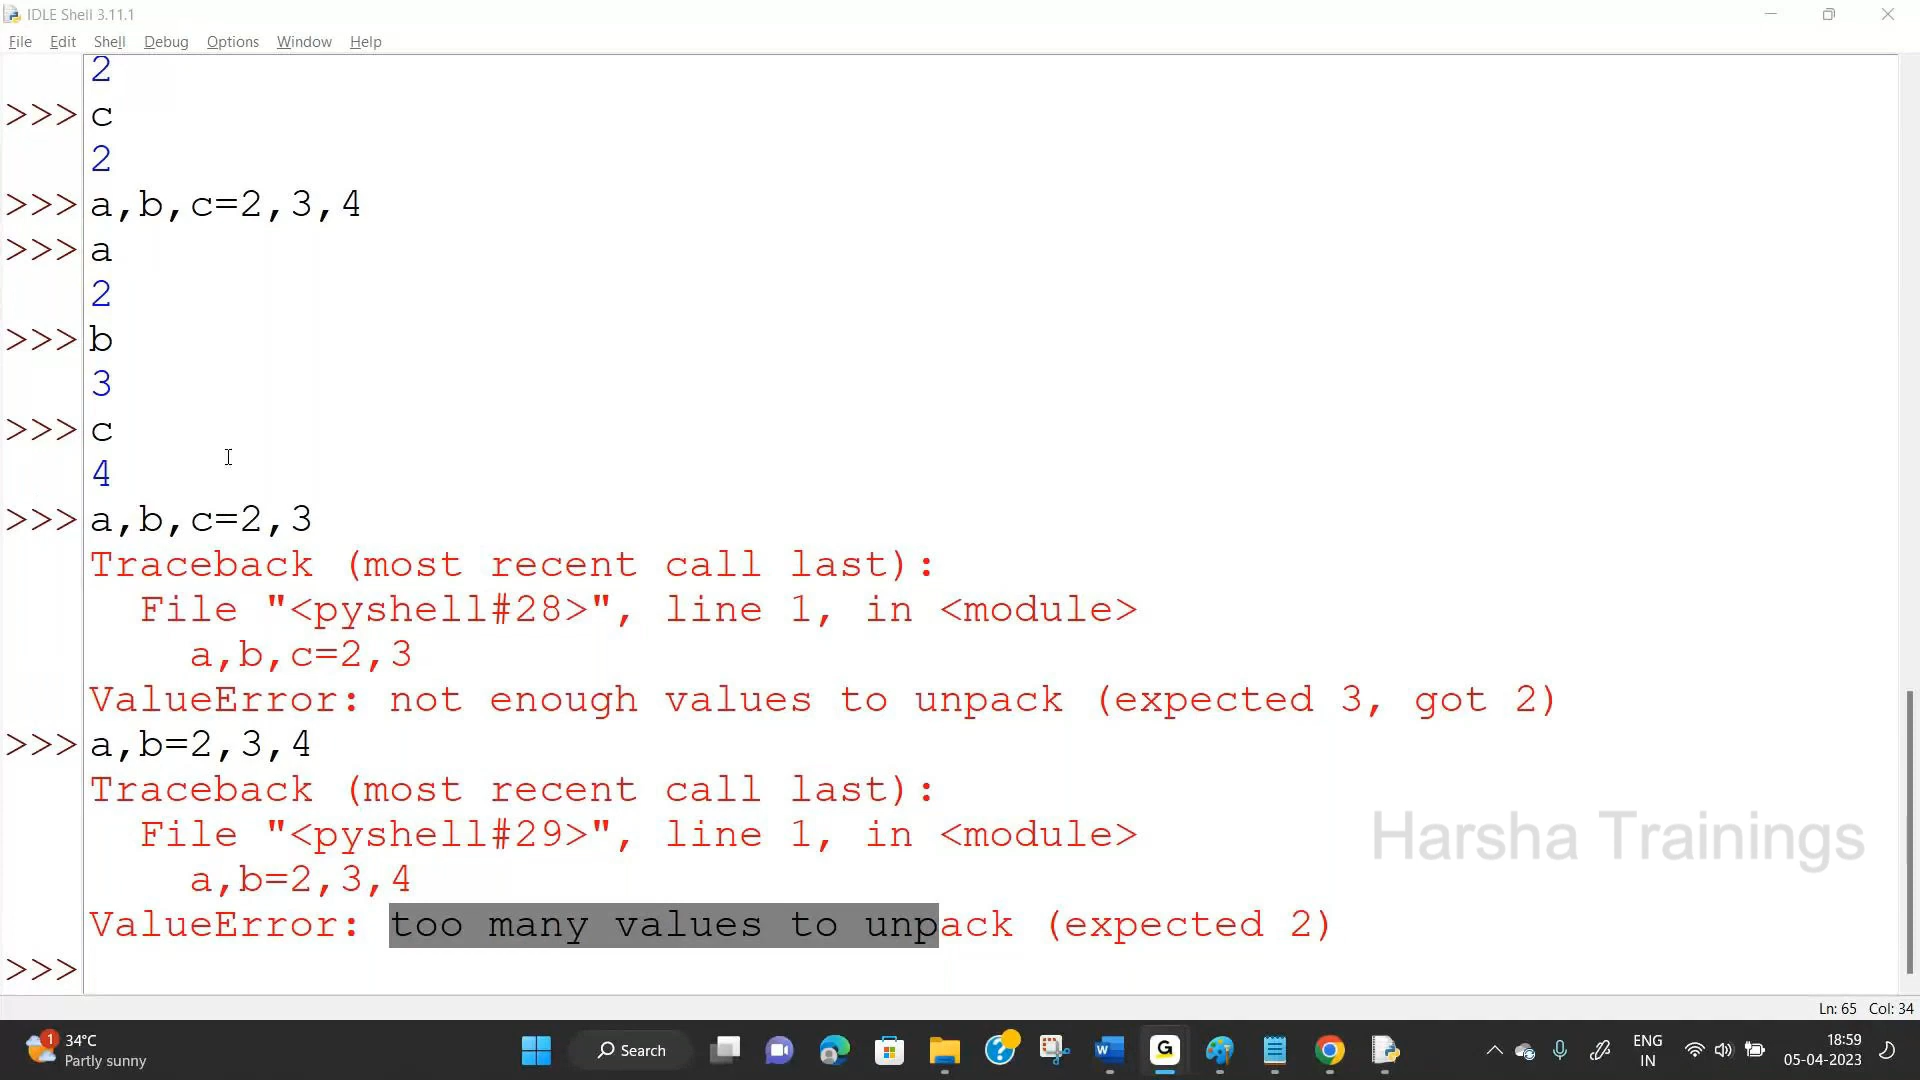 IDLE Shell 3.11.1
File Edit Shell Debug Options Window Help
2
>>> c
2
>>> a,b,c=2,3,4
>>> a
2
>>> b
3
>>> c
4
>>> a,b,c=2,3
Traceback (most recent call last):
  File "<pyshell#28>", line 1, in <module>
    a,b,c=2,3
ValueError: not enough values to unpack (expected 3, got 2)
>>> a,b=2,3,4
Traceback (most recent call last):
  File "<pyshell#29>", line 1, in <module>
    a,b=2,3,4
ValueError: too many values to unpack (expected 2)
>>>
Harsha Trainings
Ln: 65 Col: 34
1
34°C
Partly sunny
Search
W
G
ENG
IN
18:59
05-04-2023